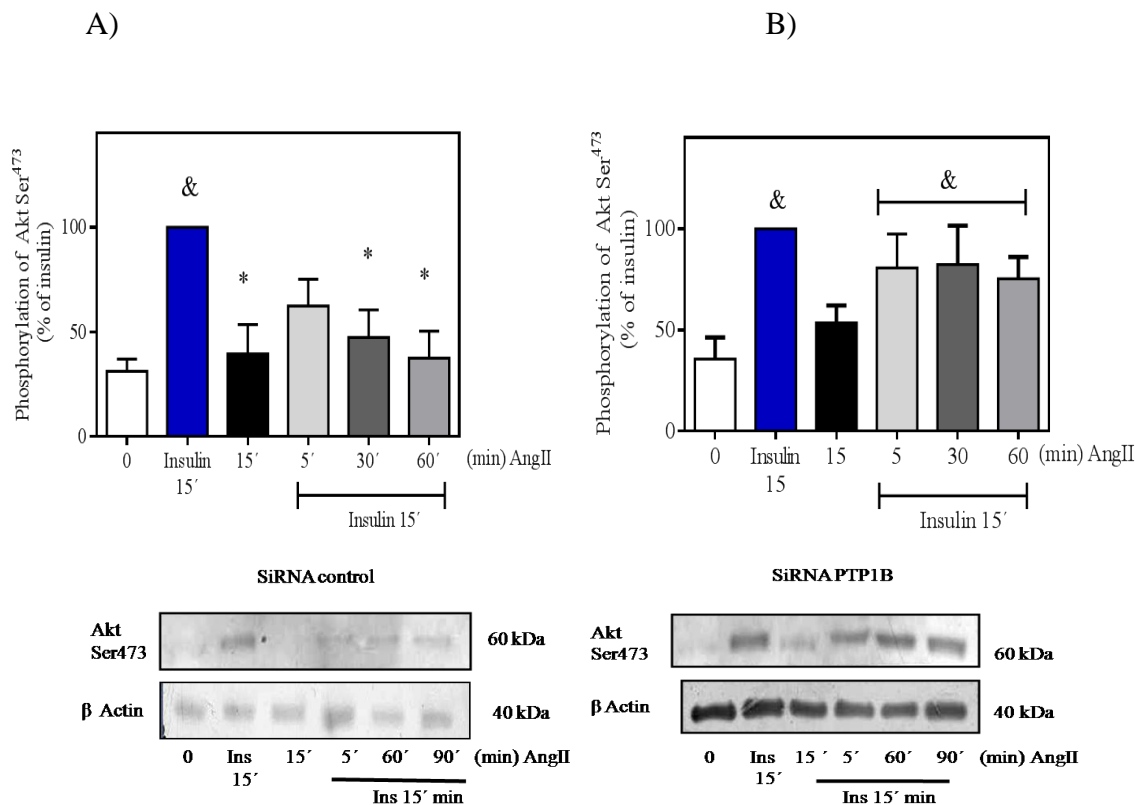 A)
B)
Phosphorylation of Akt Ser473
(% of insulin)
100
50
0
&
*
*
*
0 Insulin 15´ 5´ 30´ 60´ (min) AngII
15´
Insulin 15´
Phosphorylation of Akt Ser473
(% of insulin)
100
50
0
&
&
0 Insulin 15 5 30 60 (min) AngII
15
Insulin 15´
SiRNA control
Akt
Ser473
60 kDa
β Actin
40 kDa
0 Ins 15´ 5´ 60´ 90´ (min) AngII
15´
Ins 15´ min
SiRNA PTP1B
Akt
Ser473
60 kDa
β Actin
40 kDa
0 Ins 15 ´ 5´ 60´ 90´ (min) AngII
15´
Ins 15´ min